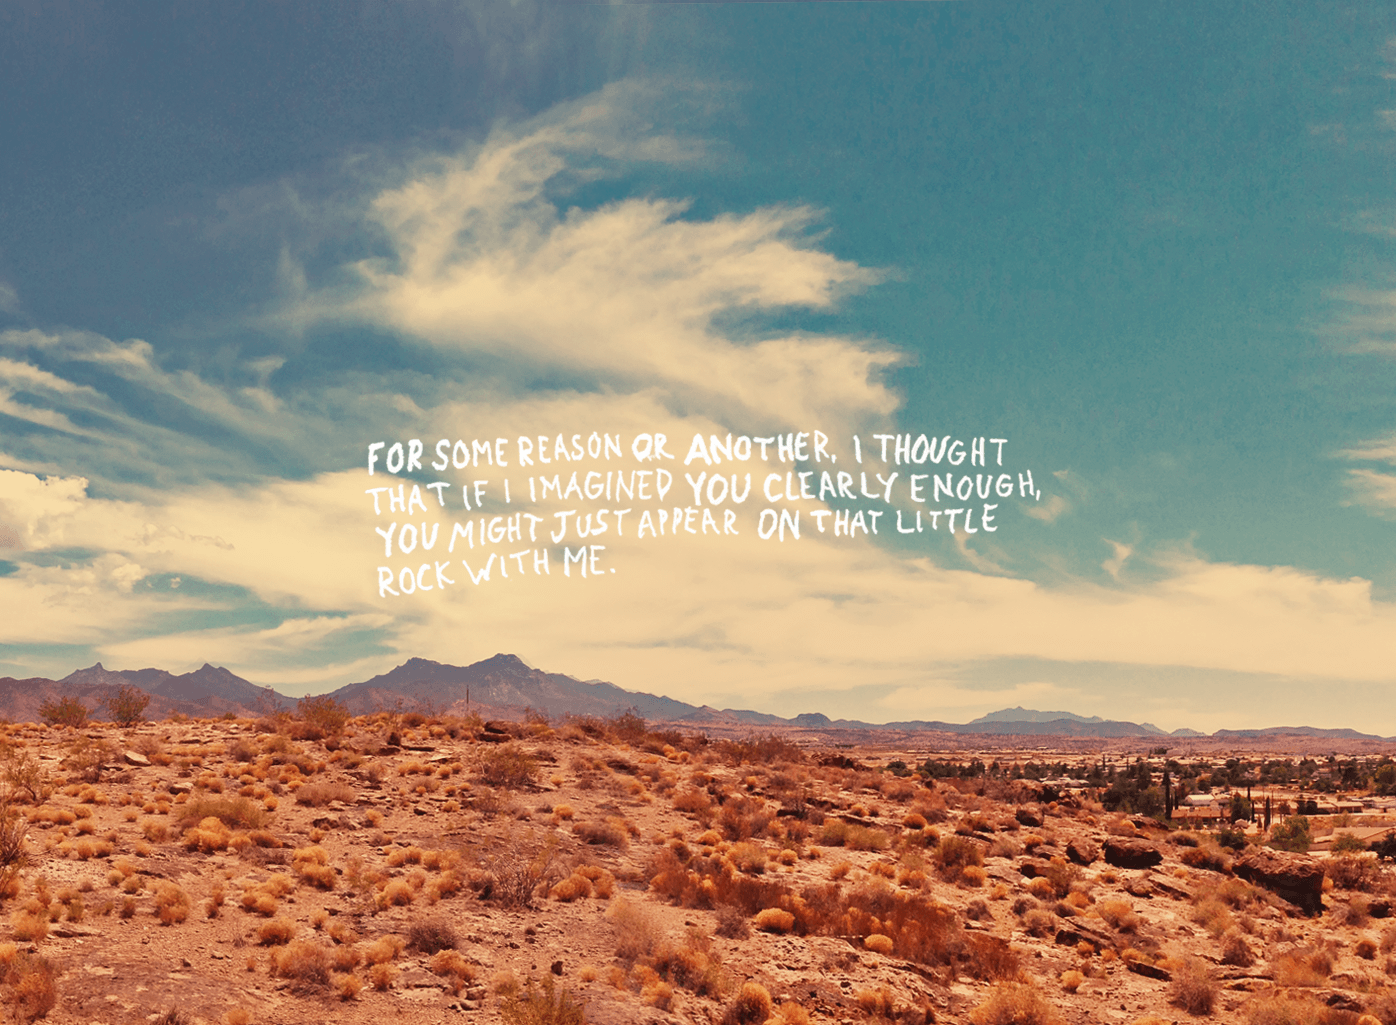 FOR SOME REASON OR ANOTHER, I THOUGHT
THAT IF I IMAGINED YOU CLEARLY ENOUGH,
YOU MIGHT JUST APPEAR ON THAT LITTLE
ROCK WITH ME.